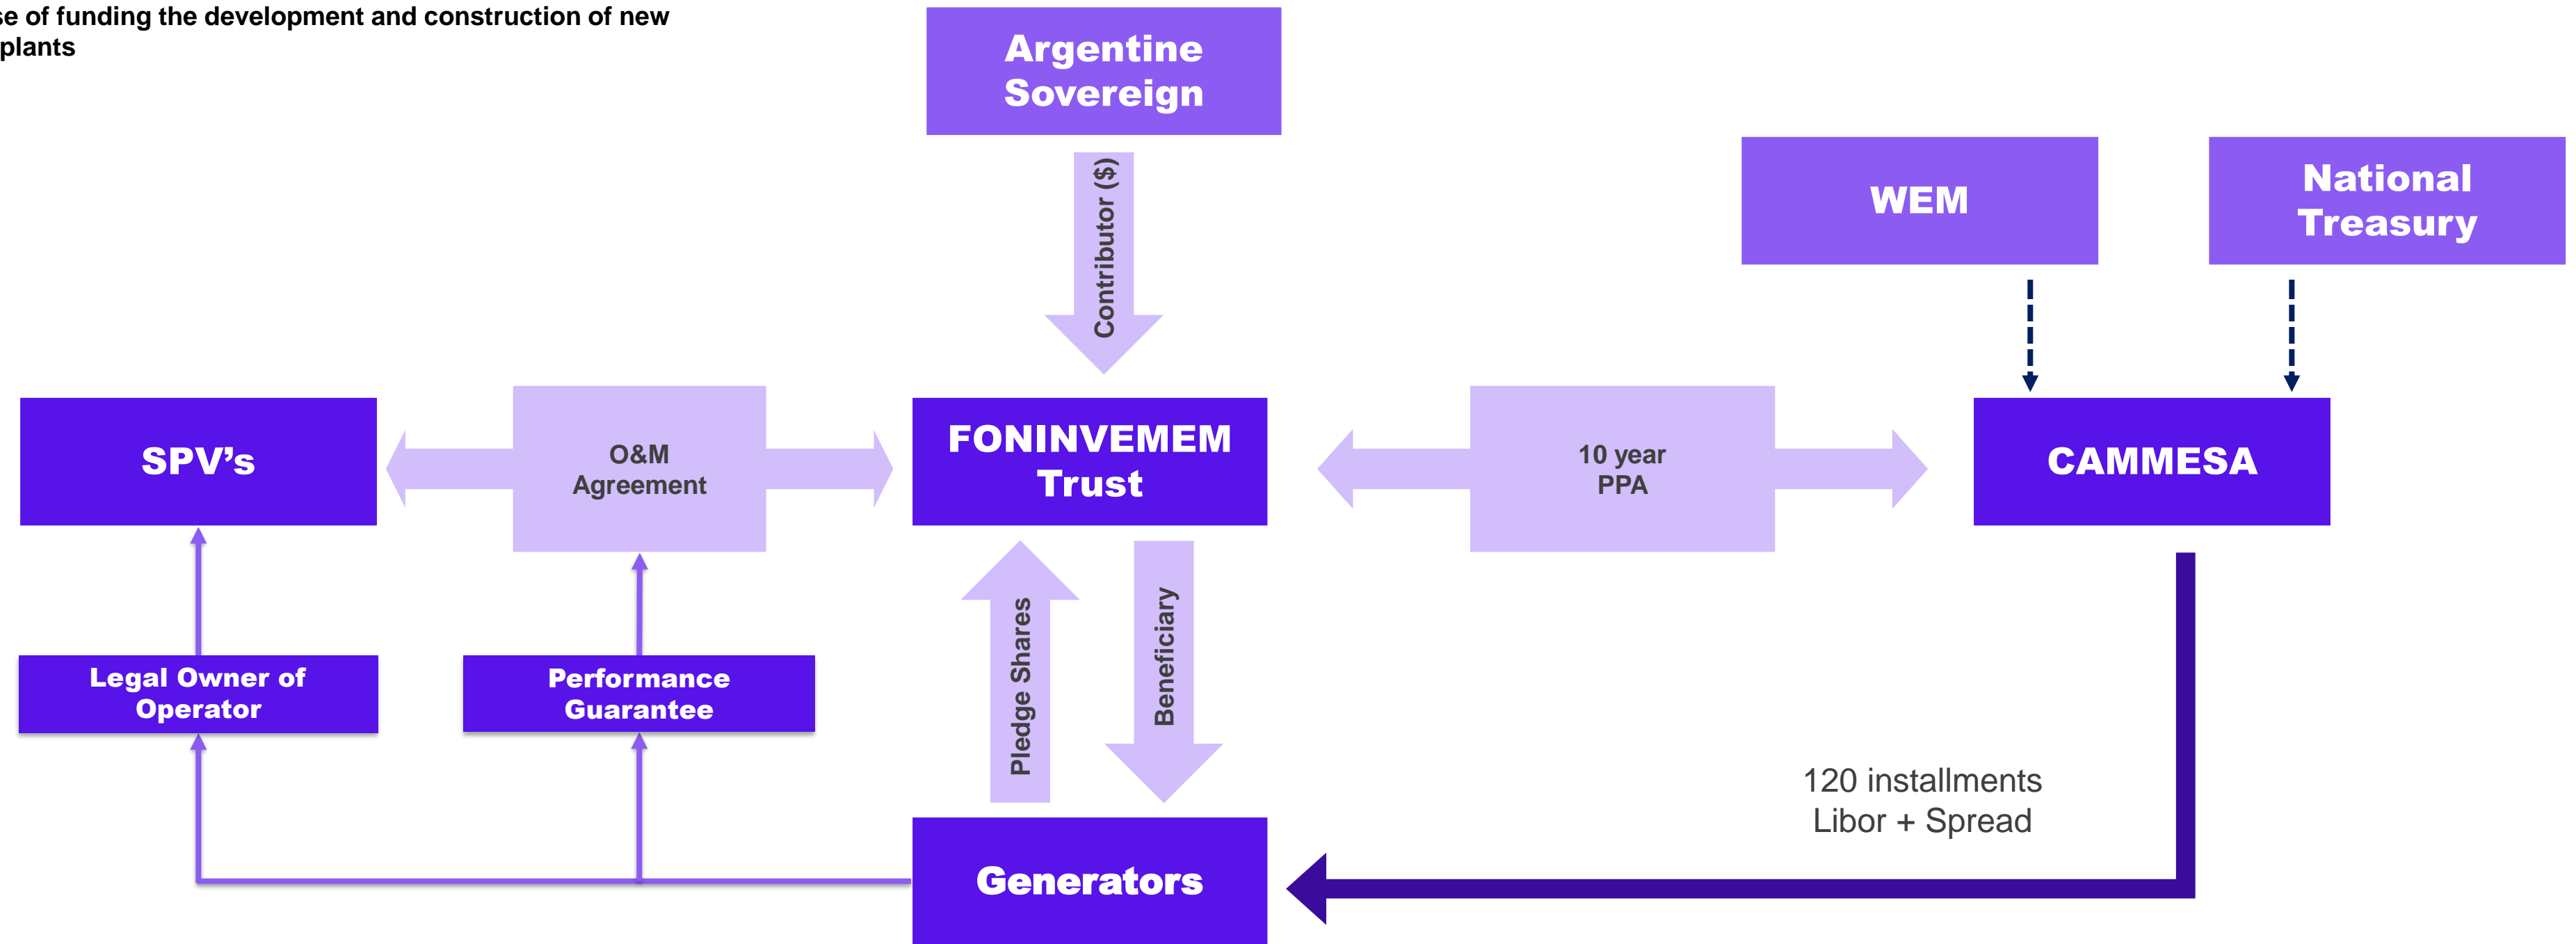 se of funding the development and construction of new
plants
Argentine
Sovereign
Contributor ($)
WEM
National
Treasury
SPV’s
O&M
Agreement
FONINVEMEM
Trust
10 year
PPA
CAMMESA
Legal Owner of
Operator
Performance
Guarantee
Pledge Shares
Beneficiary
120 installments
Libor + Spread
Generators